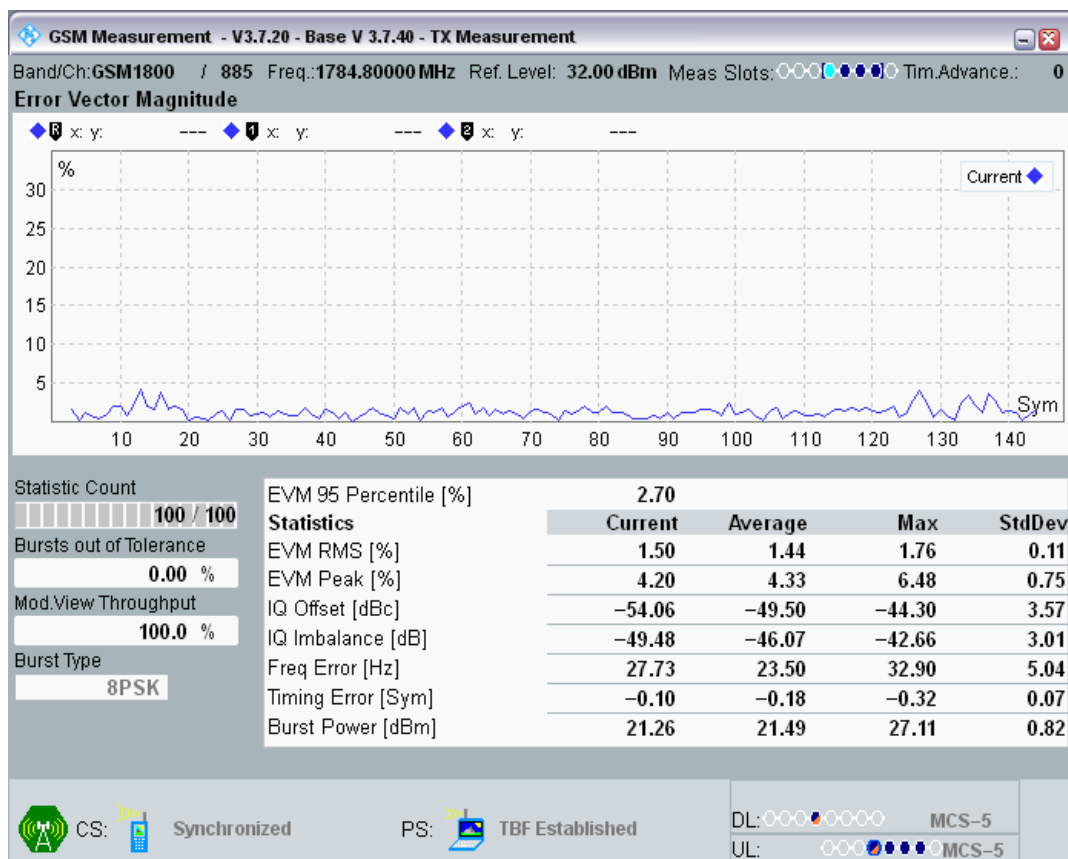 GSM Measurement - V3.7.20 - Base V 3.7.40 - TX Measurement
Band/Ch:GSM1800 / 885 Freq.:1784.80000 MHz Ref. Level: 32.00 dBm Meas Slots: Tim.Advance.: 0
Error Vector Magnitude
R x: y: --- 1 x: y: --- 2 x: y: ---
%
Current
30
25
20
15
10
5
Sym
10 20 30 40 50 60 70 80 90 100 110 120 130 140
Statistic Count
100 / 100
Bursts out of Tolerance
0.00 %
Mod.View Throughput
100.0 %
Burst Type
8PSK
EVM 95 Percentile [%] 2.70
Statistics Current Average Max StdDev
EVM RMS [%] 1.50 1.44 1.76 0.11
EVM Peak [%] 4.20 4.33 6.48 0.75
IQ Offset [dBc] −54.06 −49.50 −44.30 3.57
IQ Imbalance [dB] −49.48 −46.07 −42.66 3.01
Freq Error [Hz] 27.73 23.50 32.90 5.04
Timing Error [Sym] −0.10 −0.18 −0.32 0.07
Burst Power [dBm] 21.26 21.49 27.11 0.82
CS: Synchronized PS: TBF Established
DL: MCS−5
UL: MCS−5